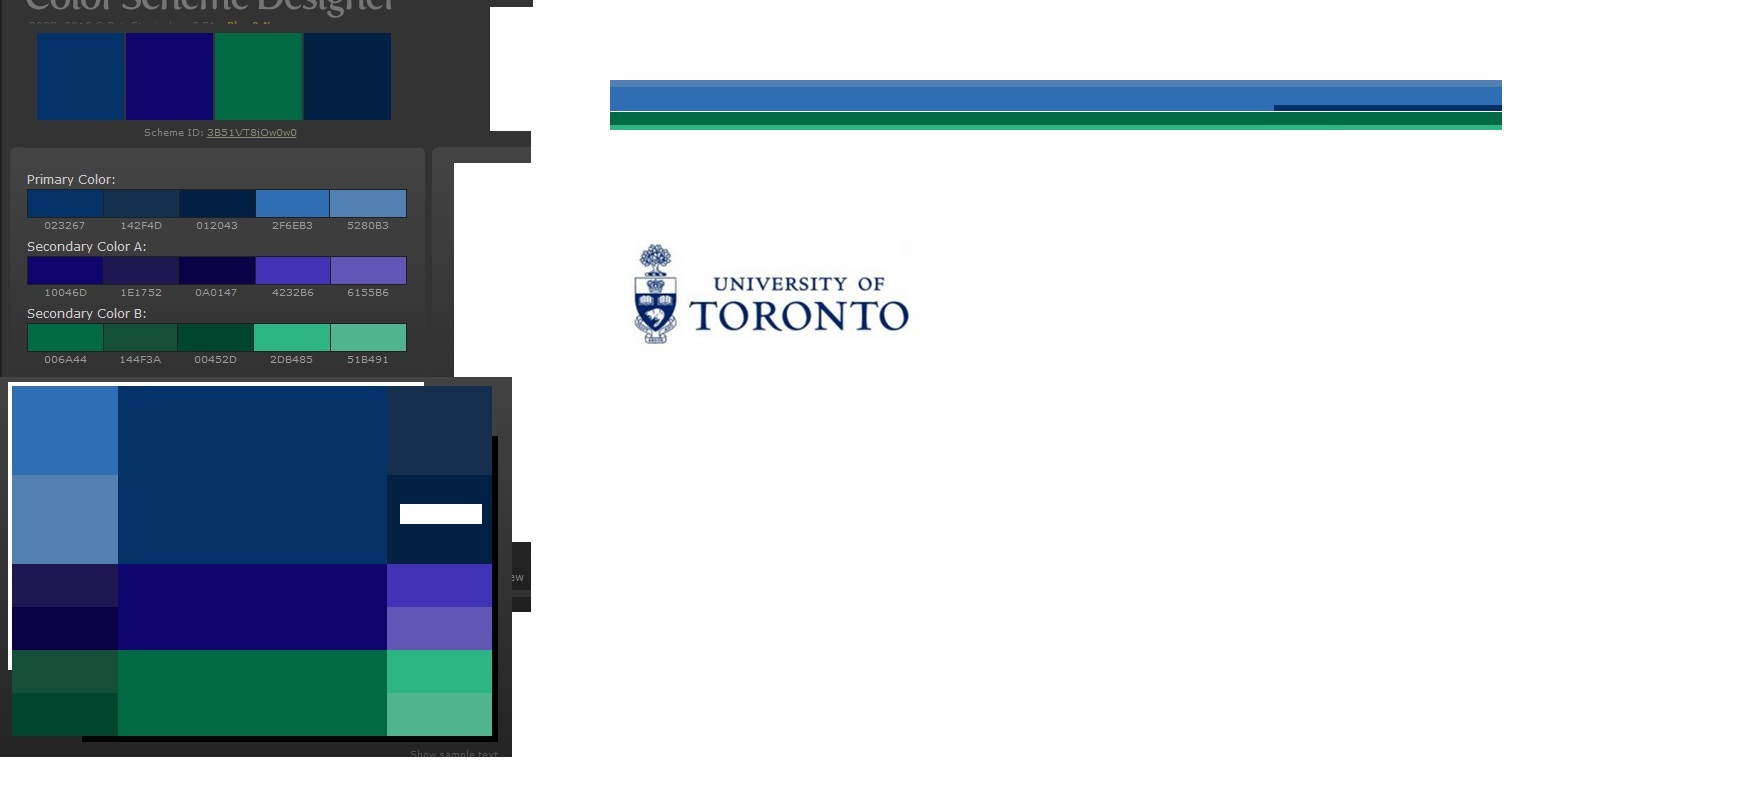 Color Scheme Designer
Scheme ID: 3B51VT8jOw0w0
Primary Color:
023267 142F4D 012043 2F6EB3 5280B3
Secondary Color A:
10046D 1E1752 0A0147 4232B6 6155B6
Secondary Color B:
006A44 144F3A 00452D 2DB485 51B491
ew
Show sample text
UNIVERSITY OF
TORONTO